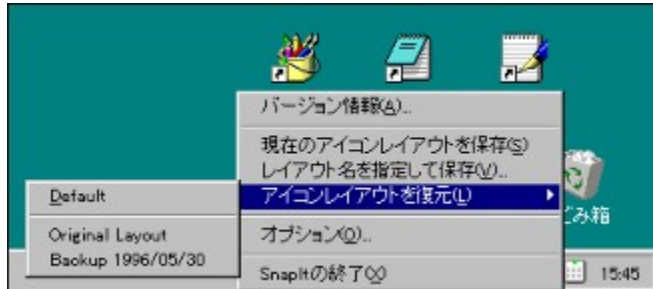 バージョン情報(A)...
現在のアイコンレイアウトを保存(S)
レイアウト名を指定して保存(V)...
アイコンレイアウトを復元(L)
Default
Original Layout
Backup 1996/05/30
ごみ箱
オプション(O)...
SnapItの終了(X)
15:45